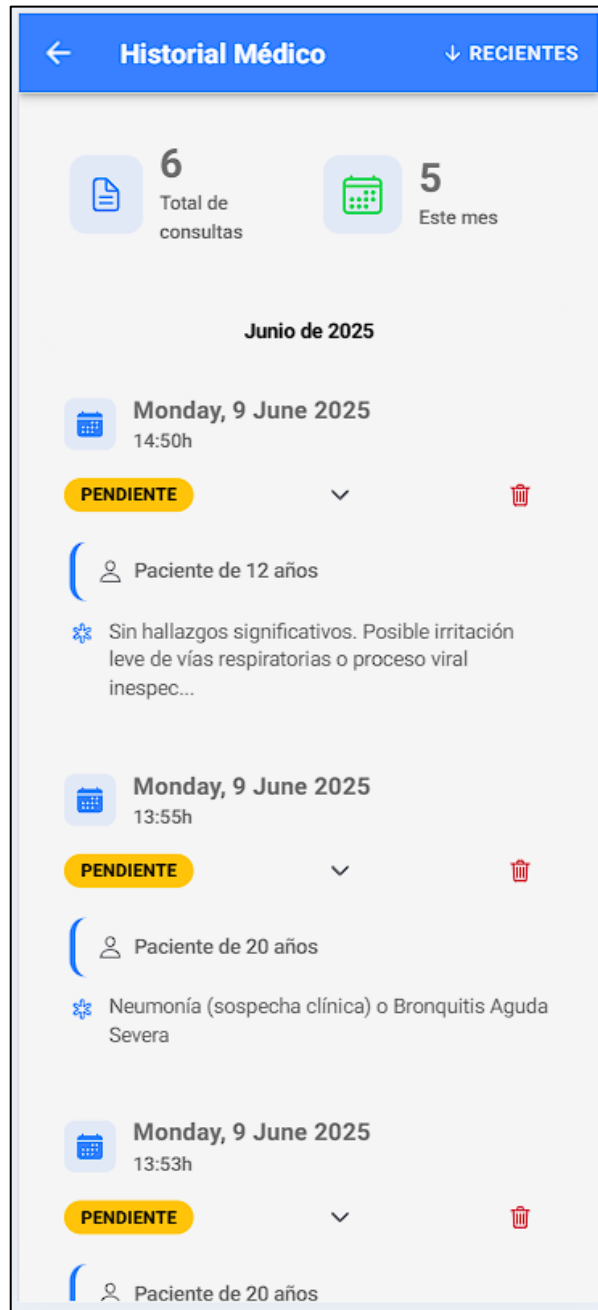 Historial Médico
↓ RECIENTES
6
Total de
consultas
5
Este mes
Junio de 2025
Monday, 9 June 2025
14:50h
PENDIENTE
Paciente de 12 años
Sin hallazgos significativos. Posible irritación
leve de vías respiratorias o proceso viral
inespec...
Monday, 9 June 2025
13:55h
PENDIENTE
Paciente de 20 años
Neumonía (sospecha clínica) o Bronquitis Aguda
Severa
Monday, 9 June 2025
13:53h
PENDIENTE
Paciente de 20 años